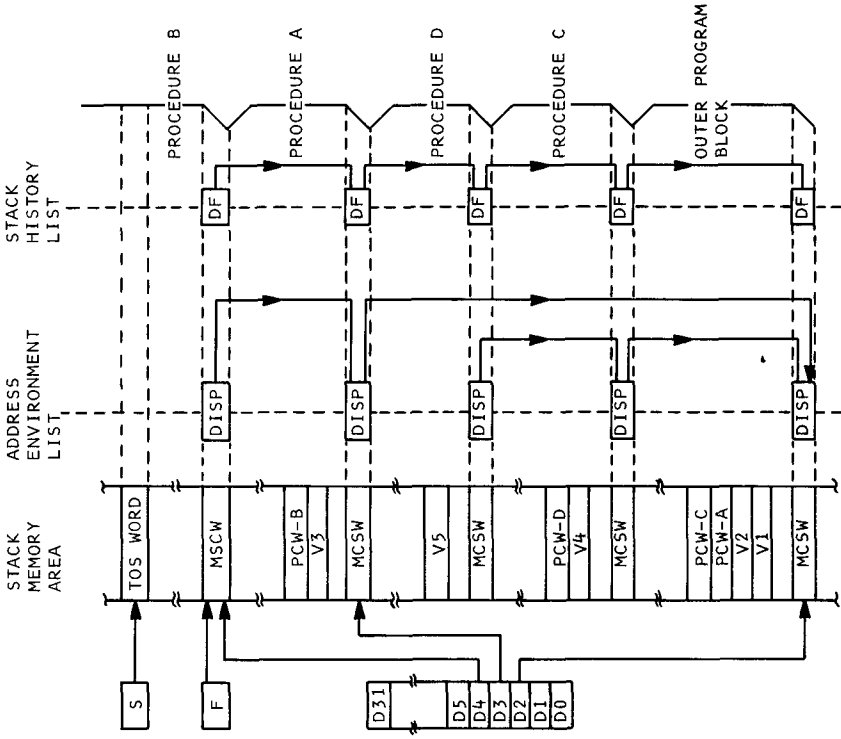 STACK
MEMORY
AREA
ADDRESS
ENVIRONMENT
LIST
STACK
HISTORY
LIST
S
TOS WORD
PROCEDURE B
F
MSCW
DISP
DF
PCW-B
V3
PROCEDURE A
MCSW
DISP
DF
D31
D5
D4
D3
D2
D1
D0
V5
PROCEDURE D
MCSW
DISP
DF
PCW-D
V4
PROCEDURE C
MCSW
DISP
DF
PCW-C
PCW-A
V2
V1
OUTER PROGRAM
BLOCK
MCSW
DISP
DF